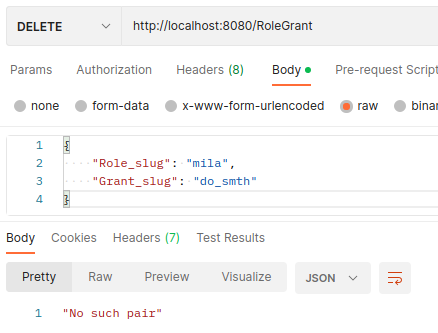 DELETE http://localhost:8080/RoleGrant
Params Authorization Headers (8) Body Pre-request Script
none form-data x-www-form-urlencoded raw binar
1 {
2 "Role_slug": "mila",
3 "Grant_slug": "do_smth"
4 }
Body Cookies Headers (7) Test Results
Pretty Raw Preview Visualize JSON
1 "No such pair"